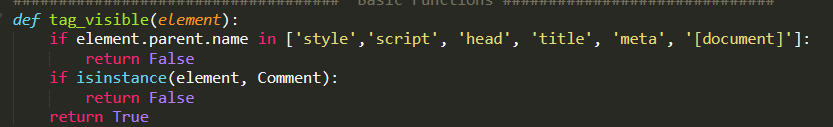 ################################### Basic Functions ##############################
def tag_visible(element):
    if element.parent.name in ['style','script', 'head', 'title', 'meta', '[document]']:
        return False
    if isinstance(element, Comment):
        return False
    return True